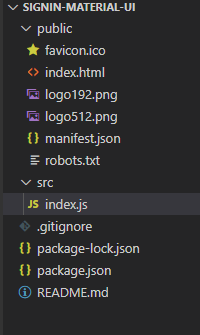 SIGNIN-MATERIAL-UI
public
favicon.ico
index.html
logo192.png
logo512.png
manifest.json
robots.txt
src
JS index.js
.gitignore
package-lock.json
package.json
README.md